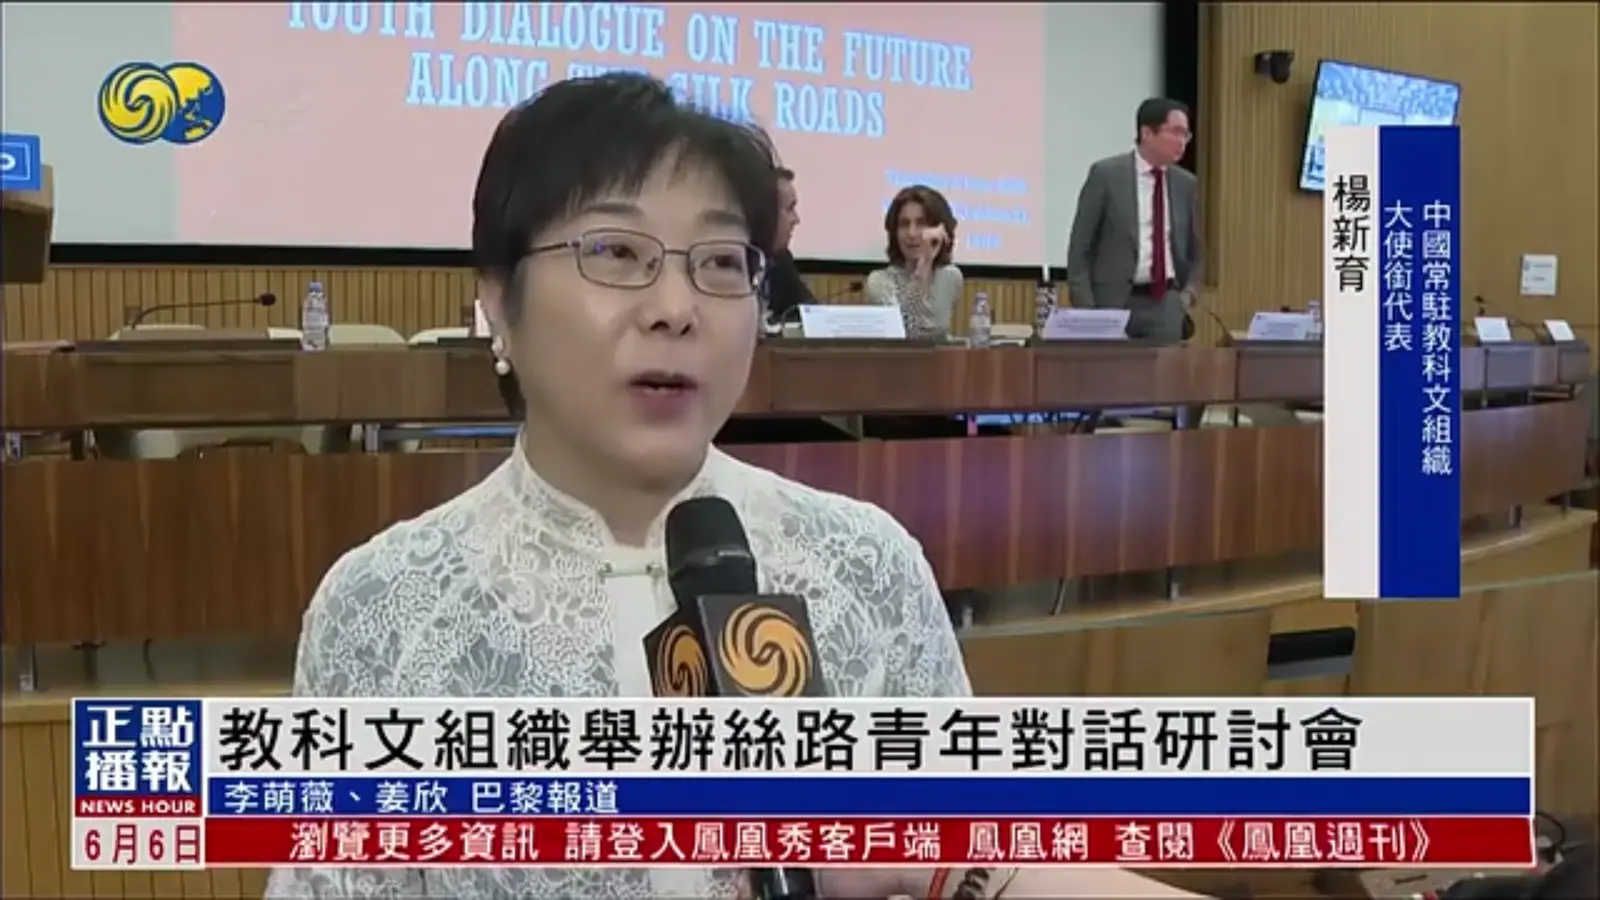 YOUTH DIALOGUE ON THE FUTURE
ALONG THE SILK ROADS
中國常駐教科文組織
大使銜代表
楊新育
正點播報
NEWS HOUR
教科文組織舉辦絲路青年對話研討會
李萌薇、姜欣 巴黎報道
6月6日
瀏覽更多資訊 請登入鳳凰秀客戶端 鳳凰網 查閱《鳳凰週刊》